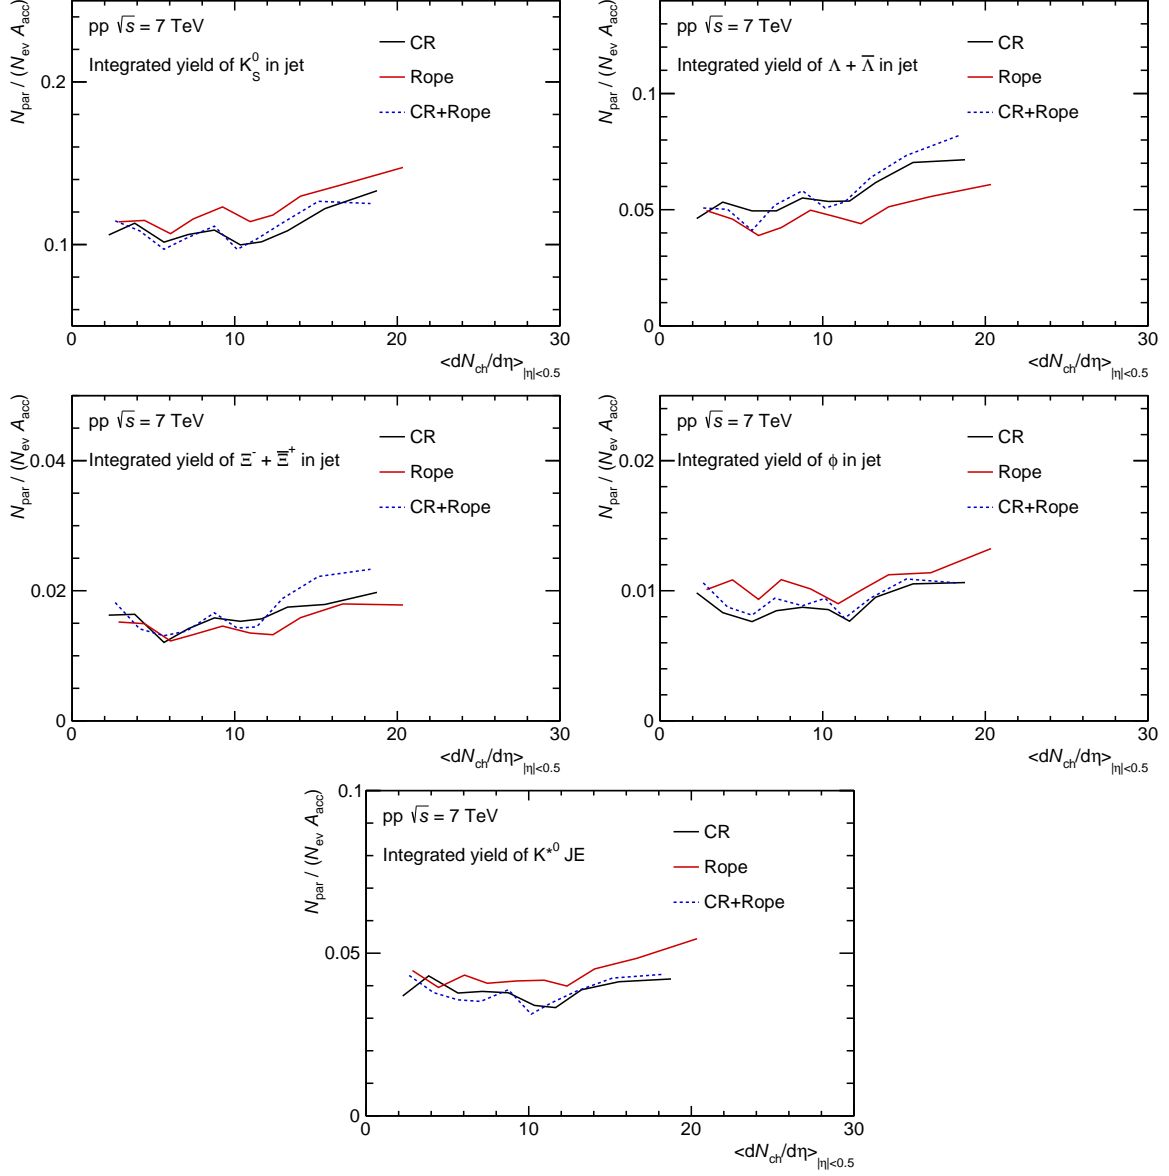 pp √s = 7 TeV
Integrated yield of K⁰_S in jet
CR
Rope
CR+Rope
N_par / (N_ev A_acc)
0.2
0.1
0 10 20 30
<dN_ch/dη>_|η|<0.5
pp √s = 7 TeV
Integrated yield of Λ + Λ̅ in jet
CR
Rope
CR+Rope
N_par / (N_ev A_acc)
0.1
0.05
0
0 10 20 30
<dN_ch/dη>_|η|<0.5
pp √s = 7 TeV
Integrated yield of Ξ⁻ + Ξ̅⁺ in jet
CR
Rope
CR+Rope
N_par / (N_ev A_acc)
0.04
0.02
0
0 10 20 30
<dN_ch/dη>_|η|<0.5
pp √s = 7 TeV
Integrated yield of ϕ in jet
CR
Rope
CR+Rope
N_par / (N_ev A_acc)
0.02
0.01
0
0 10 20 30
<dN_ch/dη>_|η|<0.5
pp √s = 7 TeV
Integrated yield of K*⁰ JE
CR
Rope
CR+Rope
N_par / (N_ev A_acc)
0.1
0.05
0
0 10 20 30
<dN_ch/dη>_|η|<0.5